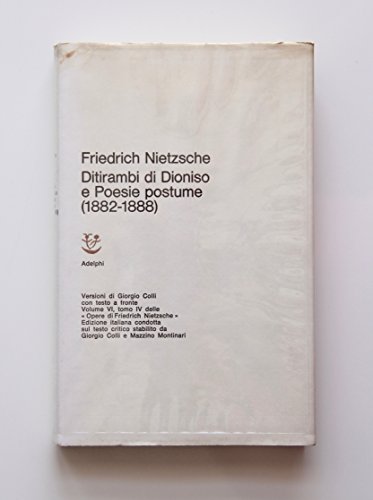 Friedrich Nietzsche
Ditirambi di Dioniso
e Poesie postume
(1882-1888)
Adelphi
Versioni di Giorgio Colli
con testo a fronte
Volume VI, tomo IV delle
« Opere di Friedrich Nietzsche »
Edizione italiana condotta
sul testo critico stabilito da
Giorgio Colli e Mazzino Montinari